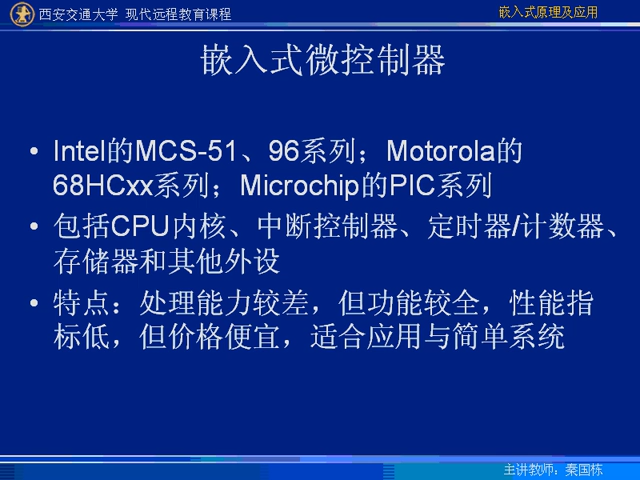 西安交通大学 现代远程教育课程
嵌入式原理及应用
嵌入式微控制器
• Intel的MCS-51、96系列；Motorola的
68HCxx系列；Microchip的PIC系列
• 包括CPU内核、中断控制器、定时器/计数器、
存储器和其他外设
• 特点：处理能力较差，但功能较全，性能指
标低，但价格便宜，适合应用与简单系统
主讲教师：秦国栋